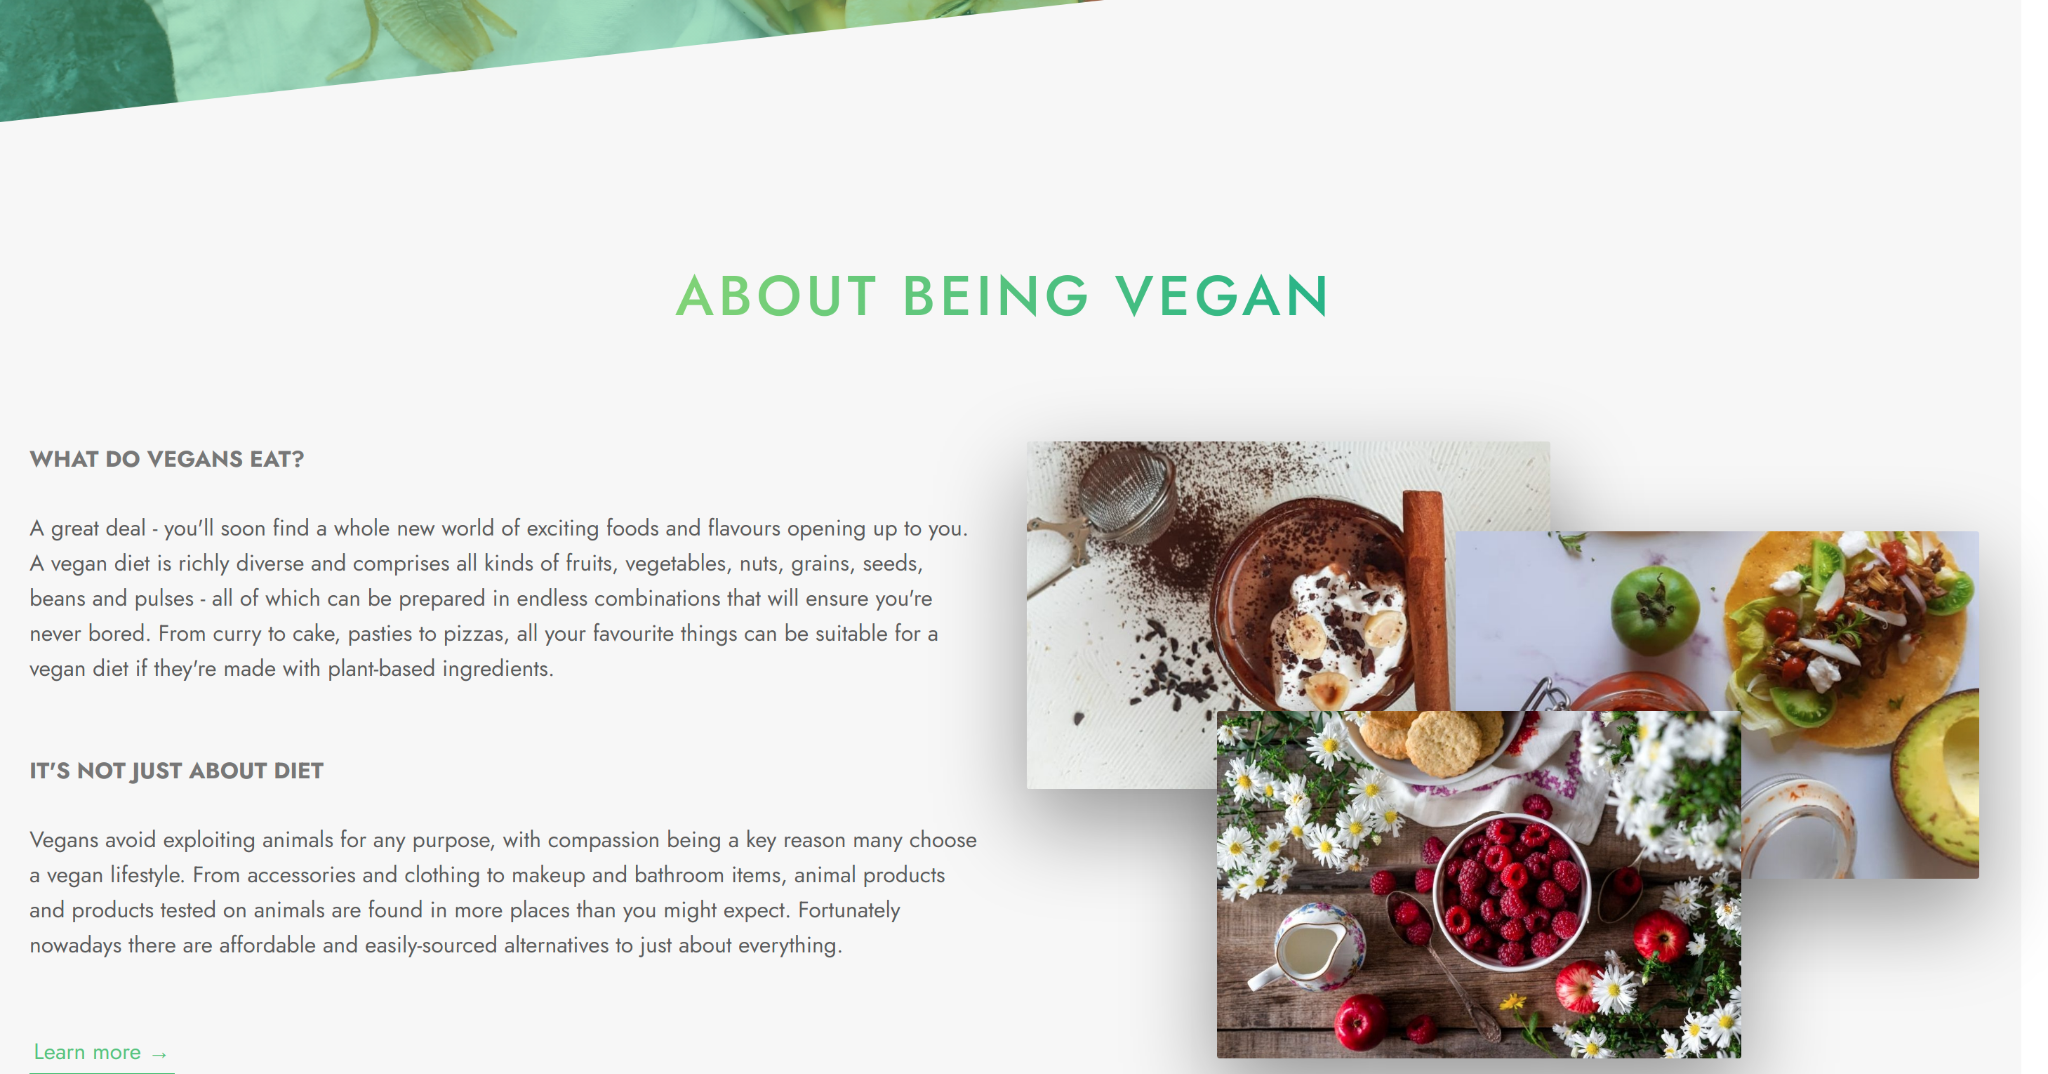 ABOUT BEING VEGAN
WHAT DO VEGANS EAT?
A great deal - you'll soon find a whole new world of exciting foods and flavours opening up to you.
A vegan diet is richly diverse and comprises all kinds of fruits, vegetables, nuts, grains, seeds,
beans and pulses - all of which can be prepared in endless combinations that will ensure you're
never bored. From curry to cake, pasties to pizzas, all your favourite things can be suitable for a
vegan diet if they're made with plant-based ingredients.
IT'S NOT JUST ABOUT DIET
Vegans avoid exploiting animals for any purpose, with compassion being a key reason many choose
a vegan lifestyle. From accessories and clothing to makeup and bathroom items, animal products
and products tested on animals are found in more places than you might expect. Fortunately
nowadays there are affordable and easily-sourced alternatives to just about everything.
Learn more →